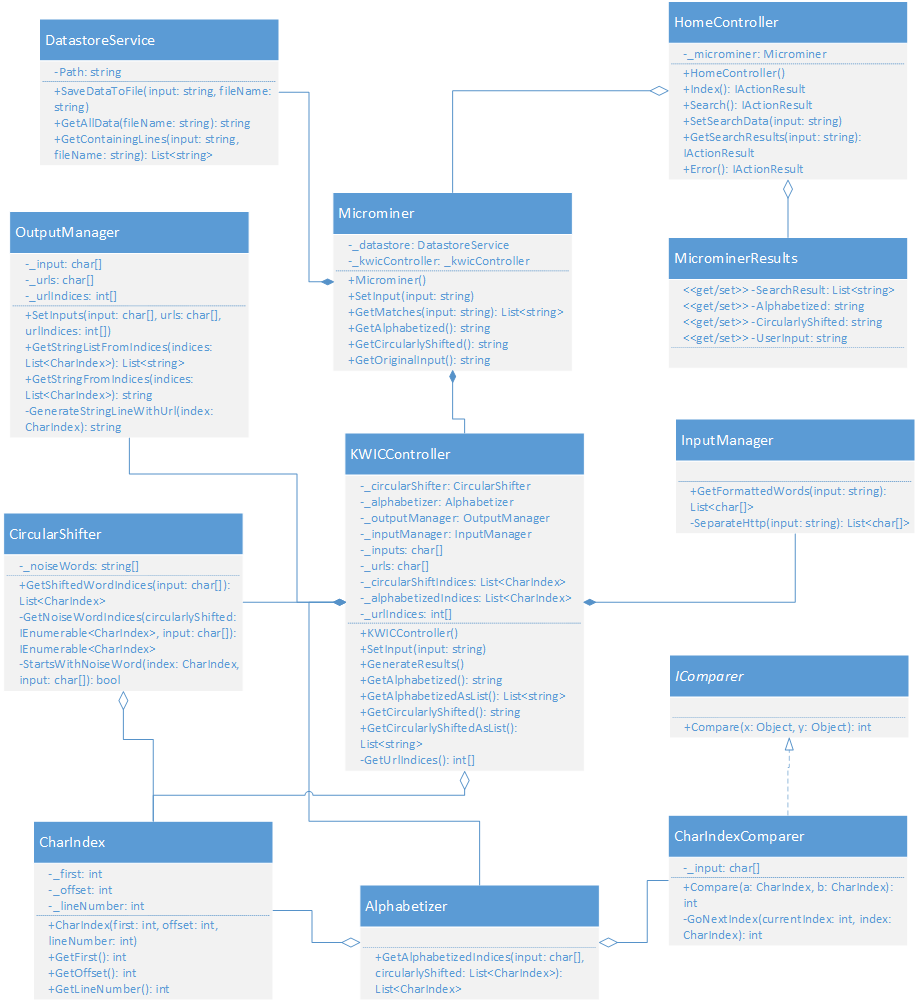 DatastoreService
-Path: string
+SaveDataToFile(input: string, fileName:
string)
+GetAllData(fileName: string): string
+GetContainingLines(input: string,
fileName: string): List<string>
HomeController
-_microminer: Microminer
+HomeController()
+Index(): IActionResult
+Search(): IActionResult
+SetSearchData(input: string)
+GetSearchResults(input: string):
IActionResult
+Error(): IActionResult
Microminer
-_datastore: DatastoreService
-_kwicController: _kwicController
+Microminer()
+SetInput(input: string)
+GetMatches(input: string): List<string>
+GetAlphabetized(): string
+GetCircularlyShifted(): string
+GetOriginalInput(): string
OutputManager
-_input: char[]
-_urls: char[]
-_urlIndices: int[]
+SetInputs(input: char[], urls: char[],
urlIndices: int[])
+GetStringListFromIndices(indices:
List<CharIndex>): List<string>
+GetStringFromIndices(indices:
List<CharIndex>): string
-GenerateStringLineWithUrl(index:
CharIndex): string
MicrominerResults
<<get/set>> -SearchResult: List<string>
<<get/set>> -Alphabetized: string
<<get/set>> -CircularlyShifted: string
<<get/set>> -UserInput: string
KWICController
-_circularShifter: CircularShifter
-_alphabetizer: Alphabetizer
-_outputManager: OutputManager
-_inputManager: InputManager
-_inputs: char[]
-_urls: char[]
-_circularShiftIndices: List<CharIndex>
-_alphabetizedIndices: List<CharIndex>
-_urlIndices: int[]
+KWICController()
+SetInput(input: string)
+GenerateResults()
+GetAlphabetized(): string
+GetAlphabetizedAsList(): List<string>
+GetCircularlyShifted(): string
+GetCircularlyShiftedAsList():
List<string>
-GetUrlIndices(): int[]
InputManager
+GetFormattedWords(input: string):
List<char[]>
-SeparateHttp(input: string): List<char[]>
CircularShifter
-_noiseWords: string[]
+GetShiftedWordIndices(input: char[]):
List<CharIndex>
-GetNoiseWordIndices(circularlyShifted:
IEnumerable<CharIndex>, input: char[]):
IEnumerable<CharIndex>
-StartsWithNoiseWord(index: CharIndex,
input: char[]): bool
IComparer
+Compare(x: Object, y: Object): int
CharIndex
-_first: int
-_offset: int
-_lineNumber: int
+CharIndex(first: int, offset: int,
lineNumber: int)
+GetFirst(): int
+GetOffset(): int
+GetLineNumber(): int
Alphabetizer
+GetAlphabetizedIndices(input: char[],
circularlyShifted: List<CharIndex>):
List<CharIndex>
CharIndexComparer
-_input: char[]
+Compare(a: CharIndex, b: CharIndex):
int
-GoNextIndex(currentIndex: int, index:
CharIndex): int